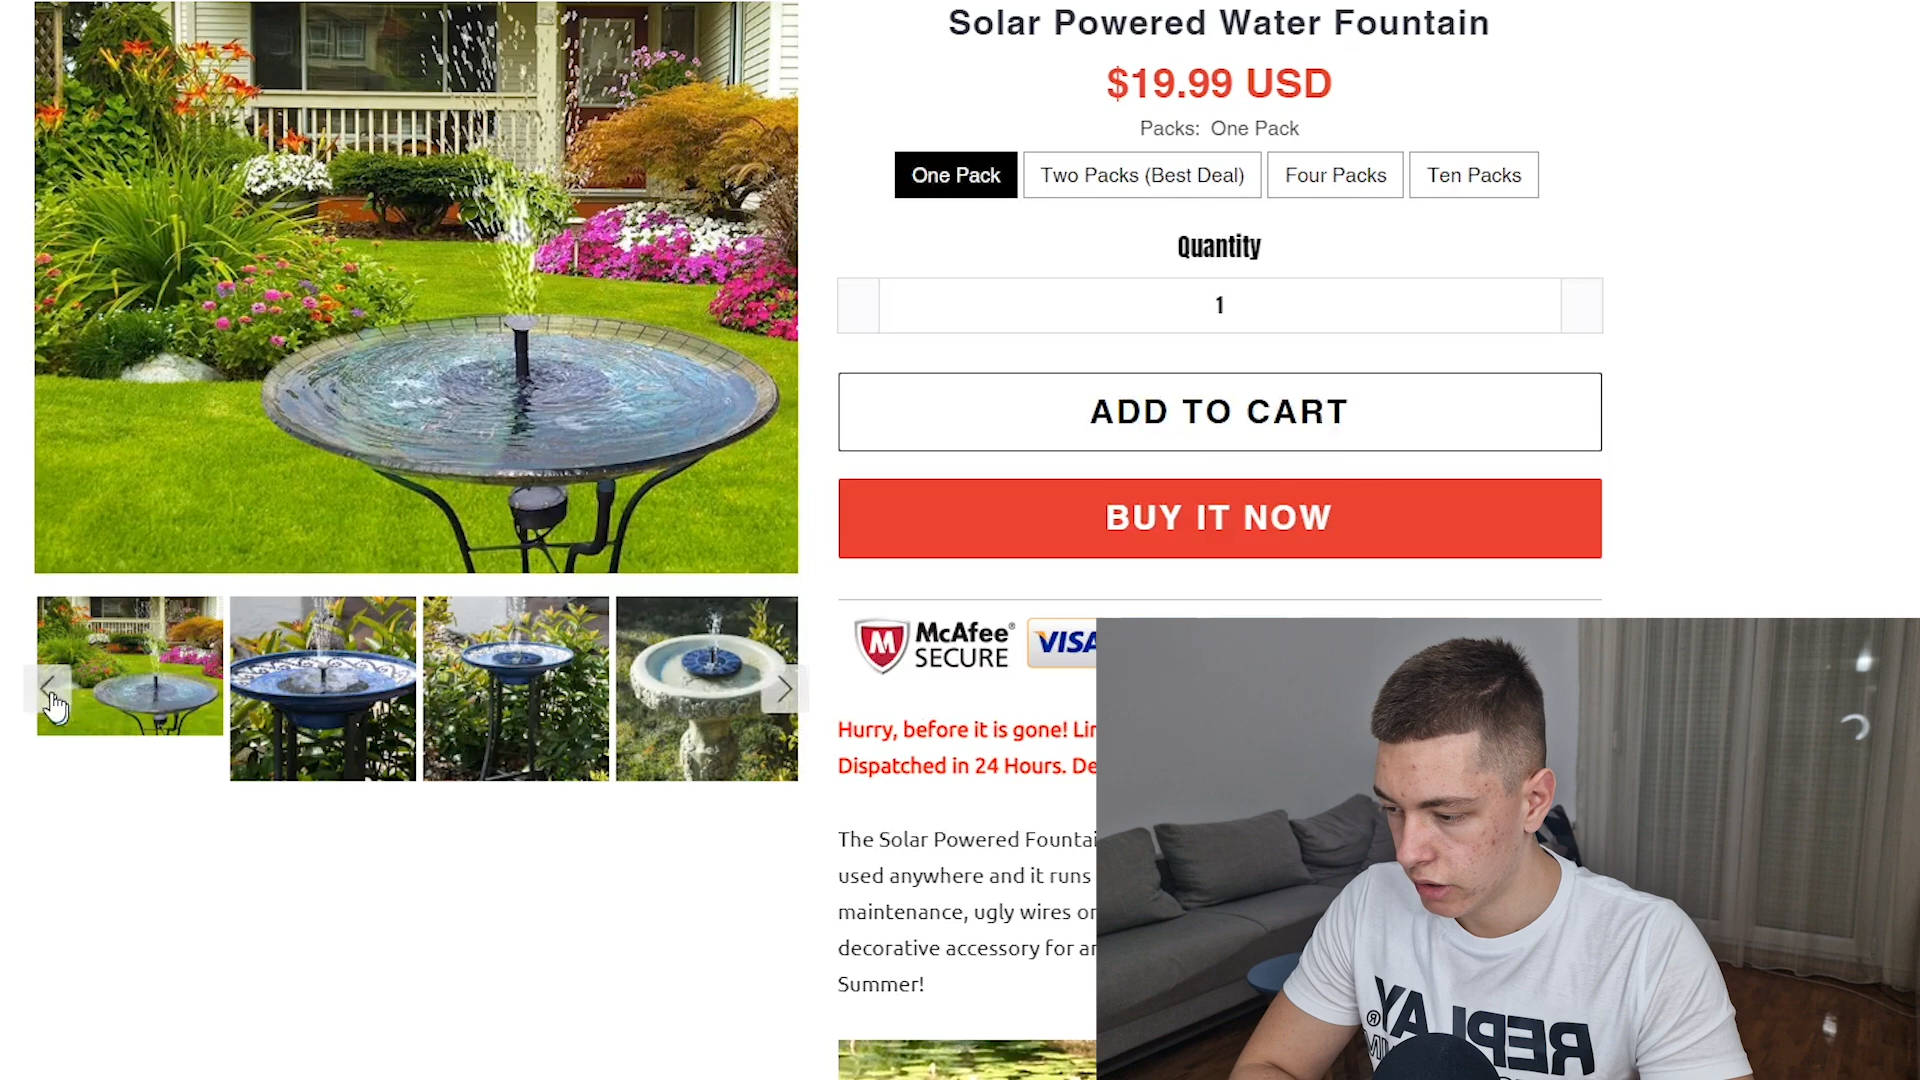 Solar Powered Water Fountain
$19.99 USD
Packs: One Pack
One Pack
Two Packs (Best Deal)
Four Packs
Ten Packs
Quantity
1
ADD TO CART
BUY IT NOW
McAfee®
SECURE
VISA
Hurry, before it is gone!
Dispatched in 24 Hours.
The Solar Powered
used anywhere and it runs
maintenance, ugly wires
decorative accessory for
Summer!
REPLAY
®